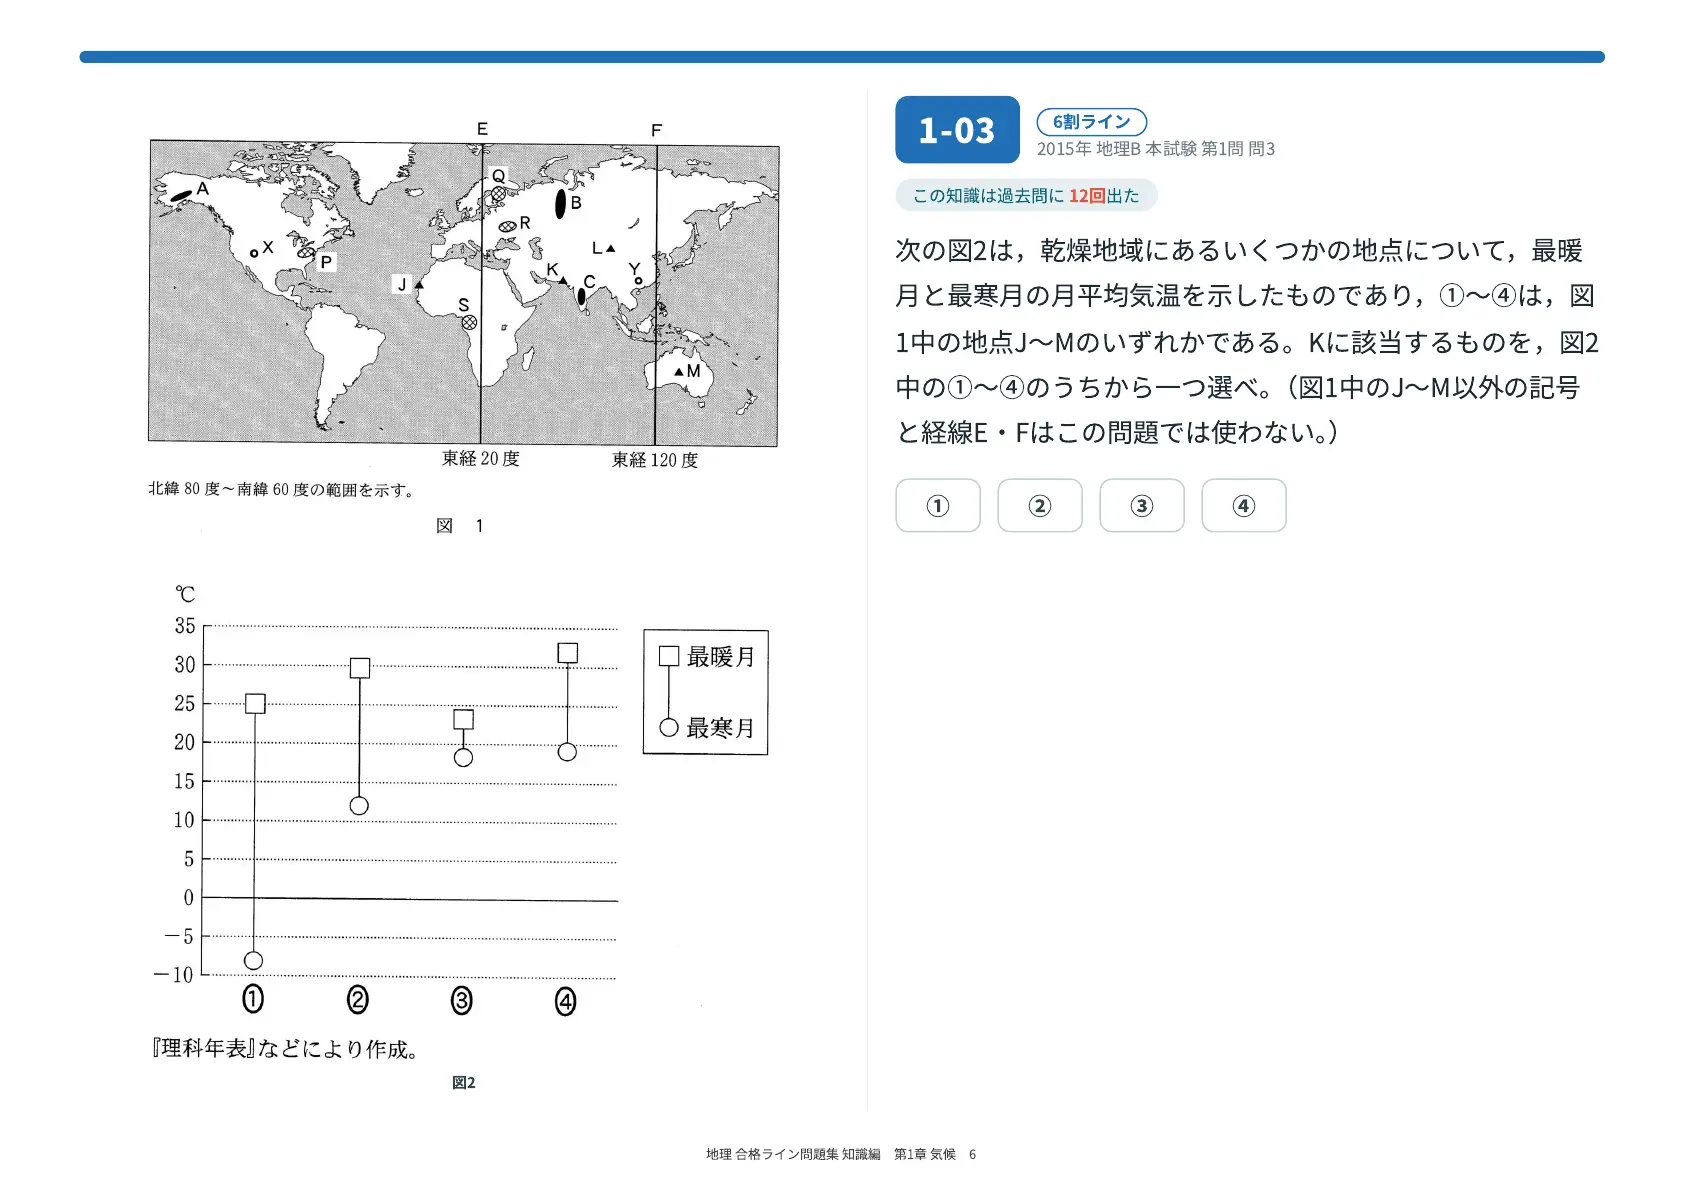 E
F
A
Q
B
R
X
P
L
K
Y
J
C
S
M
東経20度
東経120度
北緯80度～南緯60度の範囲を示す。
図 1
℃
35
30
25
20
15
10
5
0
－5
－10
① ② ③ ④
最暖月
最寒月
『理科年表』などにより作成。
図2
1-03
6割ライン
2015年 地理B 本試験 第1問 問3
この知識は過去問に 12回出た
次の図2は，乾燥地域にあるいくつかの地点について，最暖
月と最寒月の月平均気温を示したものであり，①～④は，図
1中の地点J～Mのいずれかである。Kに該当するものを，図2
中の①～④のうちから一つ選べ。（図1中のJ～M以外の記号
と経線E・Fはこの問題では使わない。）
① ② ③ ④
地理 合格ライン問題集 知識編 第1章 気候 6